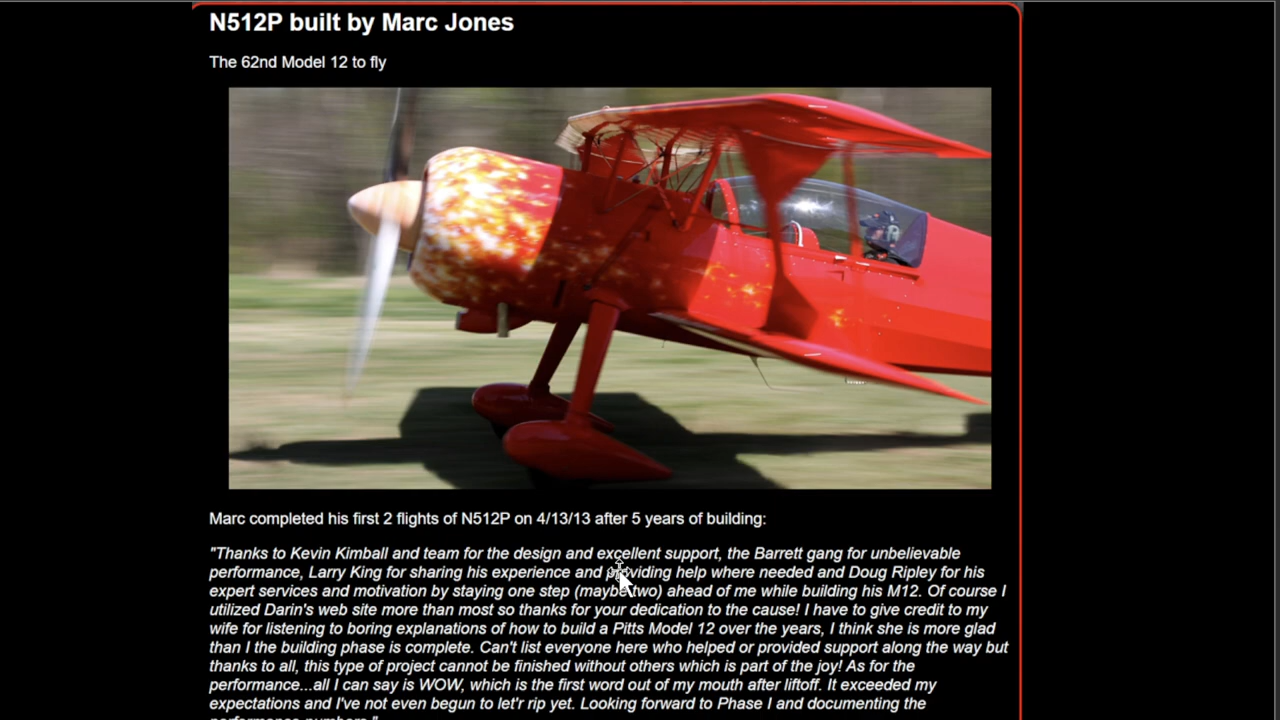 N512P built by Marc Jones
The 62nd Model 12 to fly
Marc completed his first 2 flights of N512P on 4/13/13 after 5 years of building:
"Thanks to Kevin Kimball and team for the design and excellent support, the Barrett gang for unbelievable
performance, Larry King for sharing his experience and providing help where needed and Doug Ripley for his
expert services and motivation by staying one step (maybe two) ahead of me while building his M12. Of course I
utilized Darin's web site more than most so thanks for your dedication to the cause! I have to give credit to my
wife for listening to boring explanations of how to build a Pitts Model 12 over the years, I think she is more glad
than I the building phase is complete. Can't list everyone here who helped or provided support along the way but
thanks to all, this type of project cannot be finished without others which is part of the joy! As for the
performance...all I can say is WOW, which is the first word out of my mouth after liftoff. It exceeded my
expectations and I've not even begun to let'r rip yet. Looking forward to Phase I and documenting the
performance numbers."